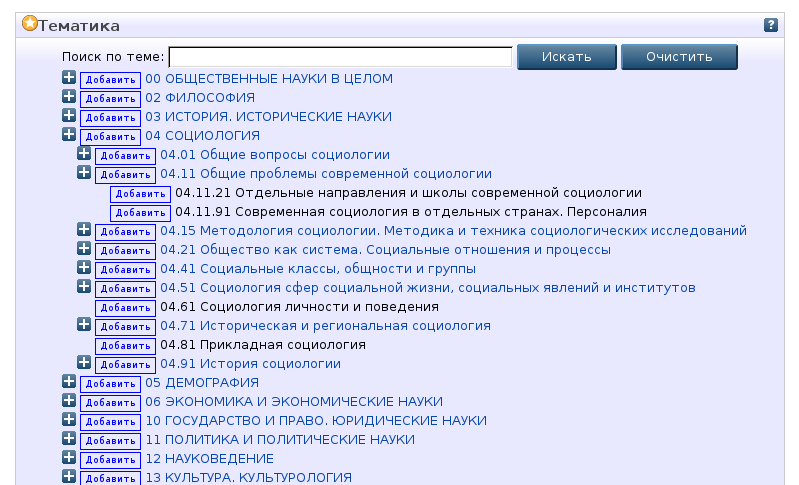 Тематика ?
Поиск по теме: Искать Очистить
Добавить 00 ОБЩЕСТВЕННЫЕ НАУКИ В ЦЕЛОМ
Добавить 02 ФИЛОСОФИЯ
Добавить 03 ИСТОРИЯ. ИСТОРИЧЕСКИЕ НАУКИ
Добавить 04 СОЦИОЛОГИЯ
Добавить 04.01 Общие вопросы социологии
Добавить 04.11 Общие проблемы современной социологии
Добавить 04.11.21 Отдельные направления и школы современной социологии
Добавить 04.11.91 Современная социология в отдельных странах. Персоналия
Добавить 04.15 Методология социологии. Методика и техника социологических исследований
Добавить 04.21 Общество как система. Социальные отношения и процессы
Добавить 04.41 Социальные классы, общности и группы
Добавить 04.51 Социология сфер социальной жизни, социальных явлений и институтов
Добавить 04.61 Социология личности и поведения
Добавить 04.71 Историческая и региональная социология
Добавить 04.81 Прикладная социология
Добавить 04.91 История социологии
Добавить 05 ДЕМОГРАФИЯ
Добавить 06 ЭКОНОМИКА И ЭКОНОМИЧЕСКИЕ НАУКИ
Добавить 10 ГОСУДАРСТВО И ПРАВО. ЮРИДИЧЕСКИЕ НАУКИ
Добавить 11 ПОЛИТИКА И ПОЛИТИЧЕСКИЕ НАУКИ
Добавить 12 НАУКОВЕДЕНИЕ
Добавить 13 КУЛЬТУРА. КУЛЬТУРОЛОГИЯ